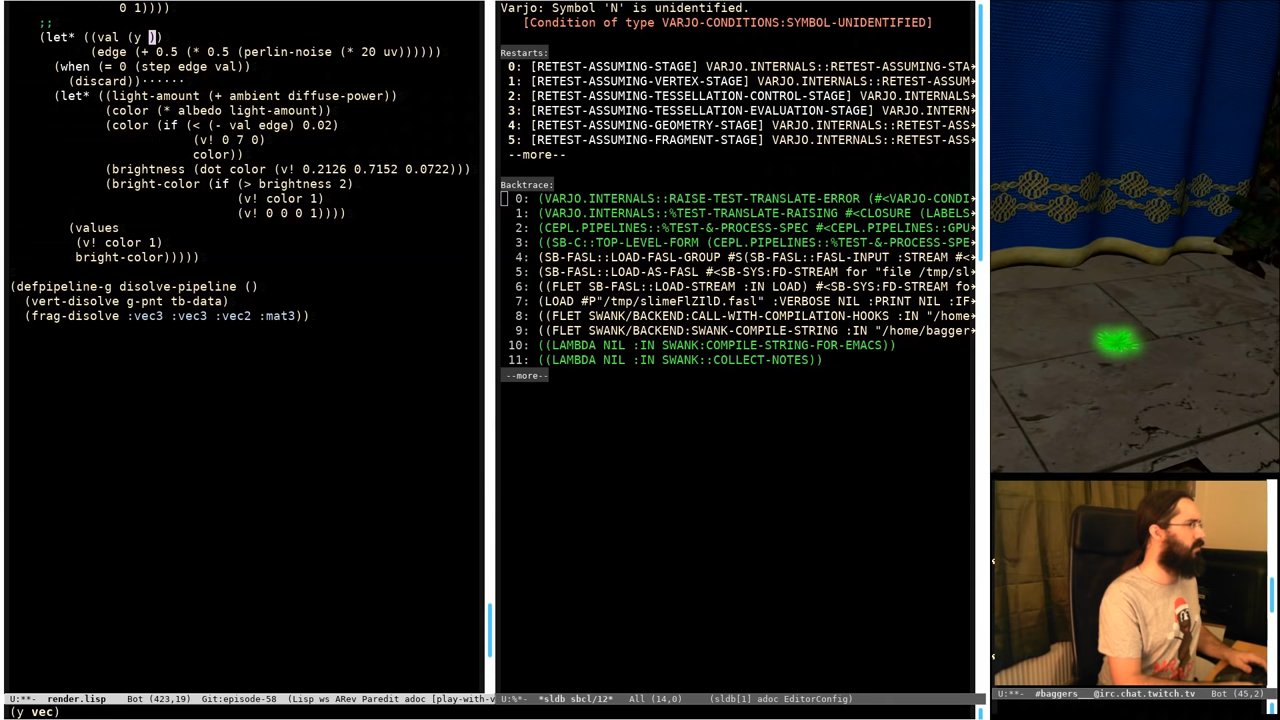 0 1))))
;;
(let* ((val (y ))
(edge (+ 0.5 (* 0.5 (perlin-noise (* 20 uv))))))
(when (= 0 (step edge val))
(discard))······
(let* ((light-amount (+ ambient diffuse-power))
(color (* albedo light-amount))
(color (if (< (- val edge) 0.02)
(v! 0 7 0)
color))
(brightness (dot color (v! 0.2126 0.7152 0.0722)))
(bright-color (if (> brightness 2)
(v! color 1)
(v! 0 0 0 1))))
(values
(v! color 1)
bright-color)))))
(defpipeline-g disolve-pipeline ()
(vert-dissolve g-pnt tb-data)
(frag-dissolve :vec3 :vec3 :vec2 :mat3))
U:**- render.lisp Bot (423,19) Git:episode-58 (Lisp ws ARev Paredit adoc [play-with-v
(y vec)
Varjo: Symbol 'N' is unidentified.
[Condition of type VARJO-CONDITIONS:SYMBOL-UNIDENTIFIED]
Restarts:
0: [RETEST-ASSUMING-STAGE] VARJO.INTERNALS::RETEST-ASSUMING-STA
1: [RETEST-ASSUMING-VERTEX-STAGE] VARJO.INTERNALS::RETEST-ASSUM
2: [RETEST-ASSUMING-TESSELLATION-CONTROL-STAGE] VARJO.INTERNALS
3: [RETEST-ASSUMING-TESSELLATION-EVALUATION-STAGE] VARJO.INTERN
4: [RETEST-ASSUMING-GEOMETRY-STAGE] VARJO.INTERNALS::RETEST-ASS
5: [RETEST-ASSUMING-FRAGMENT-STAGE] VARJO.INTERNALS::RETEST-ASS
--more--
Backtrace:
0: (VARJO.INTERNALS::RAISE-TEST-TRANSLATE-ERROR (#<VARJO-CONDI
1: (VARJO.INTERNALS::%TEST-TRANSLATE-RAISING #<CLOSURE (LABELS
2: (CEPL.PIPELINES::%TEST-&-PROCESS-SPEC #<CEPL.PIPELINES::GPU
3: ((SB-C::TOP-LEVEL-FORM (CEPL.PIPELINES::%TEST-&-PROCESS-SPE
4: (SB-FASL::LOAD-FASL-GROUP #S(SB-FASL::FASL-INPUT :STREAM #<
5: (SB-FASL::LOAD-AS-FASL #<SB-SYS:FD-STREAM for "file /tmp/sl
6: ((FLET SB-FASL::LOAD-STREAM :IN LOAD) #<SB-SYS:FD-STREAM fo
7: (LOAD #P"/tmp/slimeFlZIlD.fasl" :VERBOSE NIL :PRINT NIL :IF
8: ((FLET SWANK/BACKEND:CALL-WITH-COMPILATION-HOOKS :IN "/home
9: ((FLET SWANK/BACKEND:SWANK-COMPILE-STRING :IN "/home/bagger
10: ((LAMBDA NIL :IN SWANK:COMPILE-STRING-FOR-EMACS))
11: ((LAMBDA NIL :IN SWANK::COLLECT-NOTES))
--more--
U:%*- *sldb sbcl/12* All (14,0) (sldb[1] adoc EditorConfig)
U:**- #baggers___@irc.chat.twitch.tv Bot (45,2)